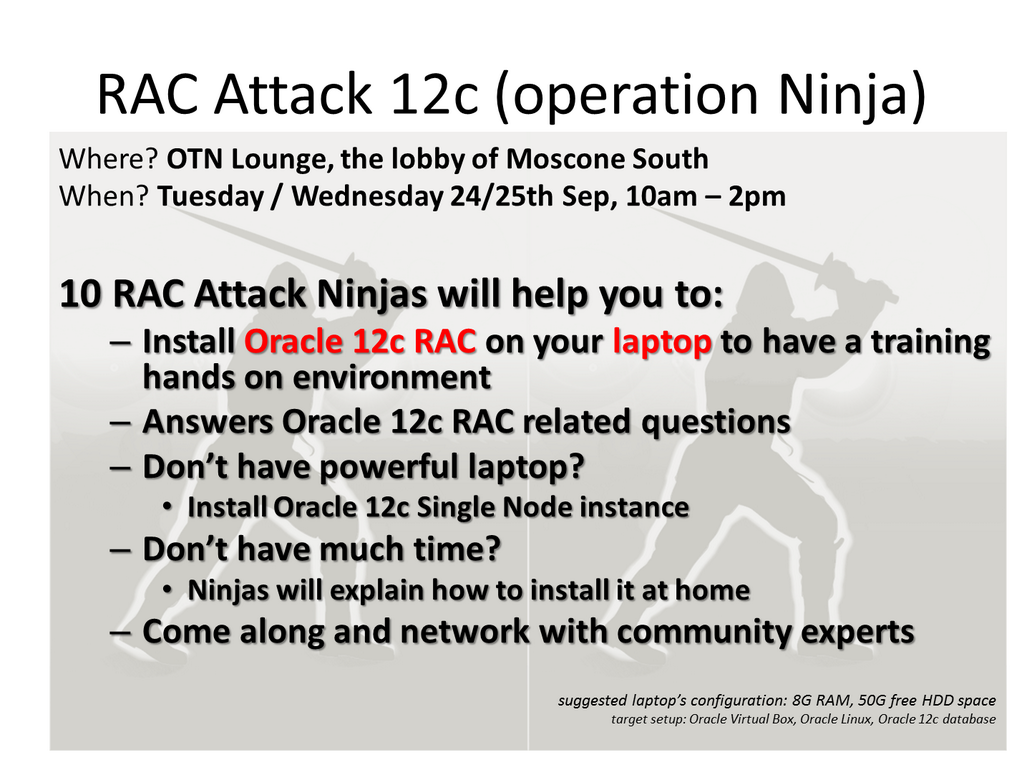 RAC Attack 12c (operation Ninja)
Where? OTN Lounge, the lobby of Moscone South
When? Tuesday / Wednesday 24/25th Sep, 10am – 2pm
10 RAC Attack Ninjas will help you to:
– Install Oracle 12c RAC on your laptop to have a training
hands on environment
– Answers Oracle 12c RAC related questions
– Don’t have powerful laptop?
• Install Oracle 12c Single Node instance
– Don’t have much time?
• Ninjas will explain how to install it at home
– Come along and network with community experts
suggested laptop’s configuration: 8G RAM, 50G free HDD space
target setup: Oracle Virtual Box, Oracle Linux, Oracle 12c database